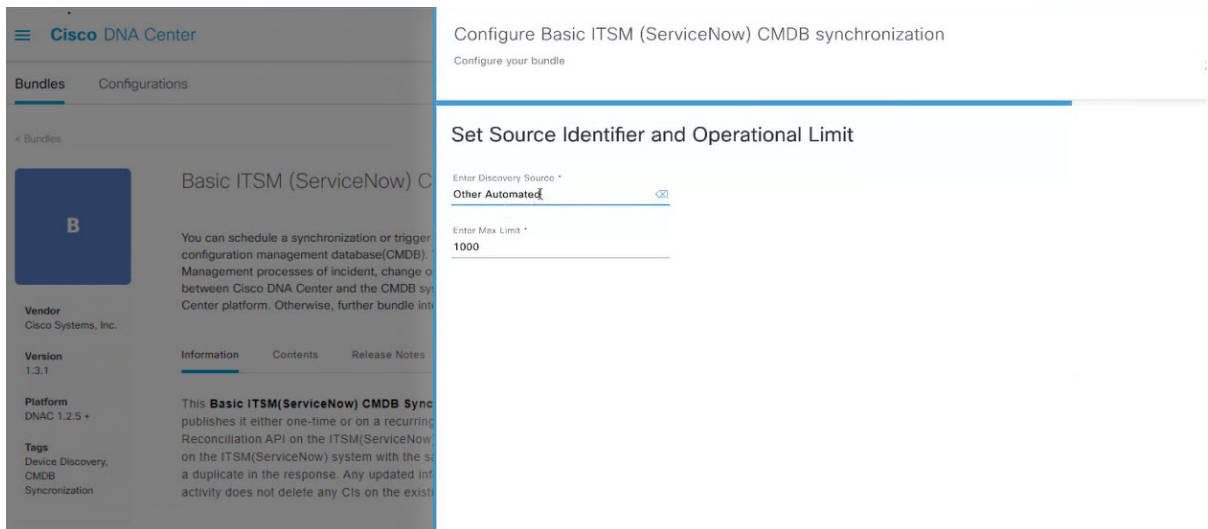 Cisco DNA Center
Bundles Configurations
< Bundles
B
Vendor
Cisco Systems, Inc.
Version
1.3.1
Platform
DNAC 1.2.5 +
Tags
Device Discovery,
CMDB
Syncronization
Basic ITSM (ServiceNow) C
You can schedule a synchronization or trigger
configuration management database(CMDB).
Management processes of incident, change o
between Cisco DNA Center and the CMDB sy
Center platform. Otherwise, further bundle int
Information Contents Release Notes
This Basic ITSM(ServiceNow) CMDB Sync
publishes it either one-time or on a recurring
Reconciliation API on the ITSM(ServiceNow)
on the ITSM(ServiceNow) system with the sa
a duplicate in the response. Any updated inf
activity does not delete any CIs on the existi
Configure Basic ITSM (ServiceNow) CMDB synchronization
Configure your bundle
Set Source Identifier and Operational Limit
Enter Discovery Source *
Other Automated
Enter Max Limit *
1000